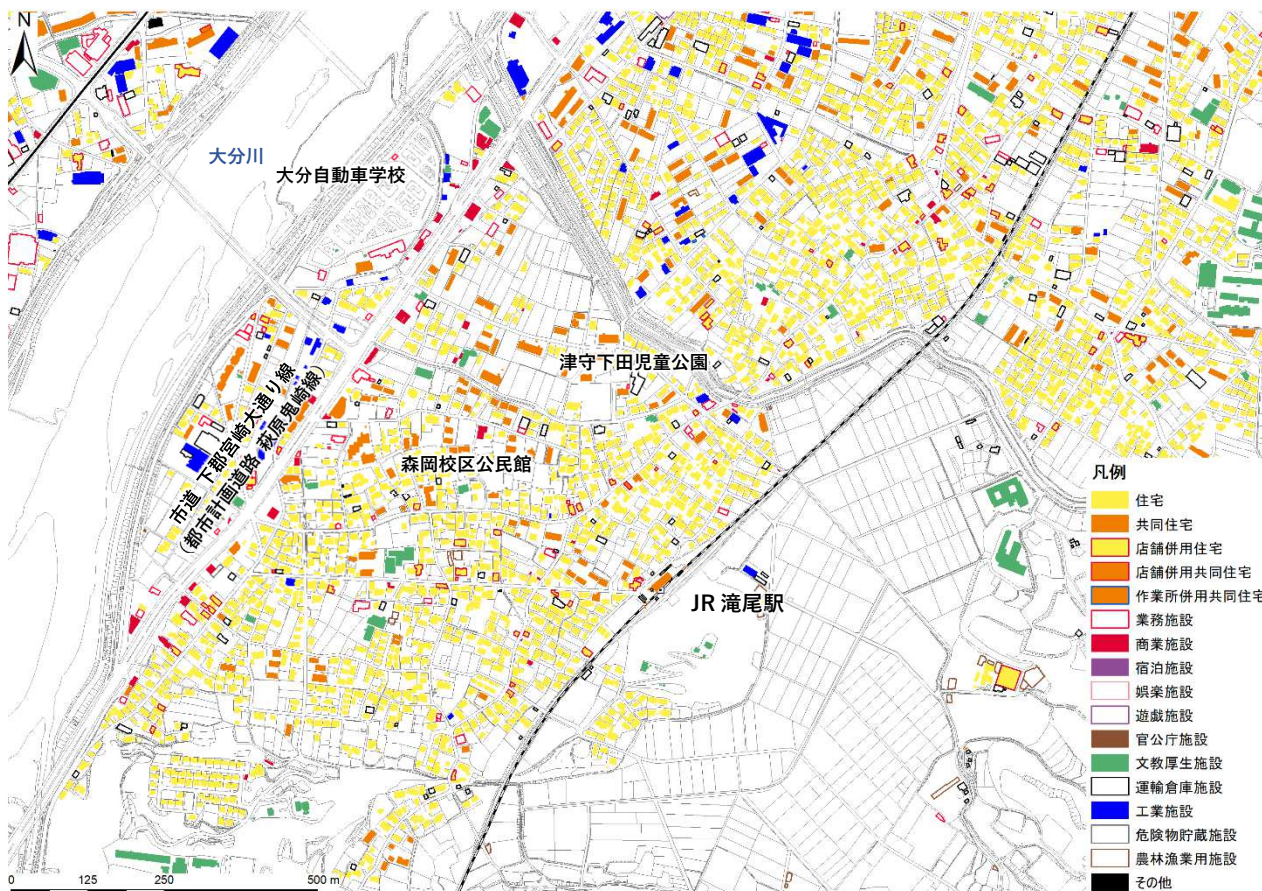 N
大分川
大分自動車学校
津守下田児童公園
市道 下郡宮崎太通り線
(都市計画道路 萩原鬼崎線)
森岡校区公民館
JR 滝尾駅
凡例
住宅
共同住宅
店舗併用住宅
店舗併用共同住宅
作業所併用共同住宅
業務施設
商業施設
宿泊施設
娯楽施設
遊戯施設
官公庁施設
文教厚生施設
運輸倉庫施設
工業施設
危険物貯蔵施設
農林漁業用施設
その他
0 125 250 500 m